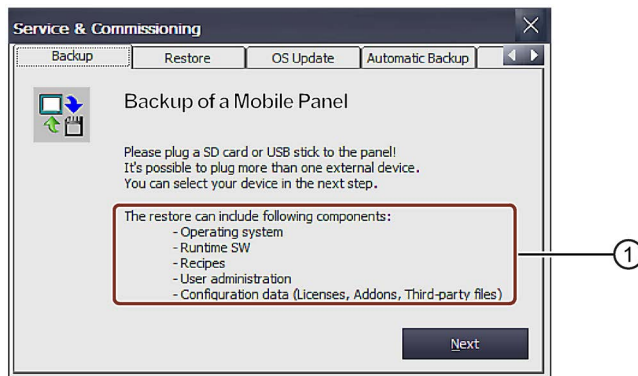 Service & Commissioning
Backup
Restore
OS Update
Automatic Backup
Backup of a Mobile Panel
Please plug a SD card or USB stick to the panel!
It's possible to plug more than one external device.
You can select your device in the next step.
The restore can include following components:
- Operating system
- Runtime SW
- Recipes
- User administration
- Configuration data (Licenses, Addons, Third-party files)
1
Next